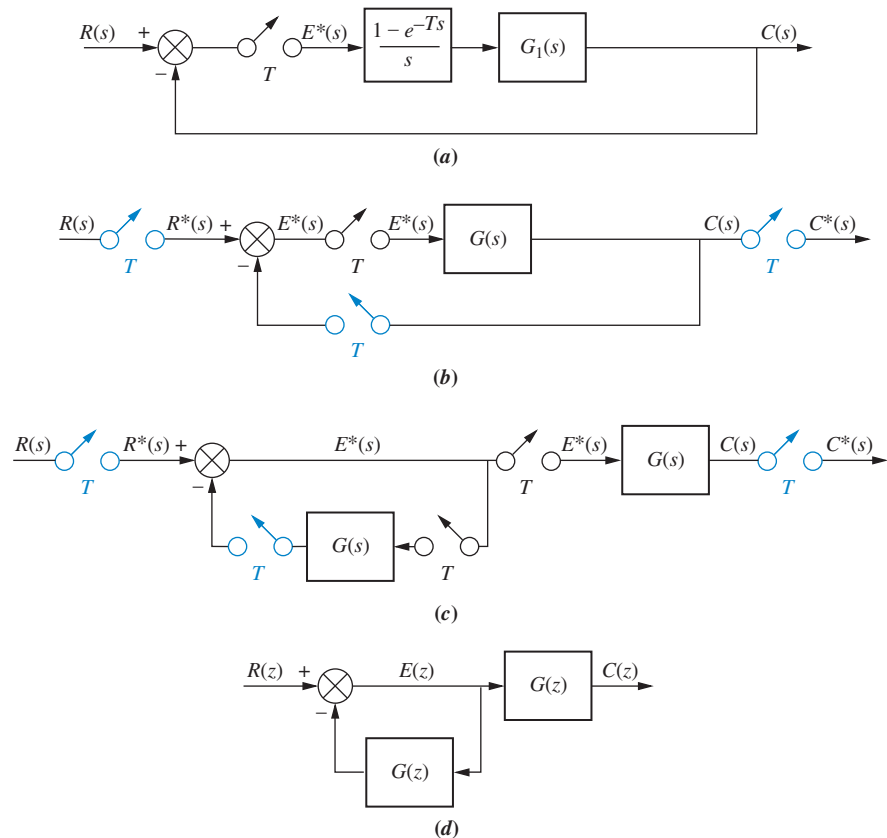 R(s) + E*(s) 1 − e^−Ts / s G₁(s) C(s)
− T
(a)
R(s) R*(s) + E*(s) E*(s) G(s) C(s) C*(s)
T − T T
T
(b)
R(s) R*(s) + E*(s) E*(s) G(s) C(s) C*(s)
T − T T
G(s)
T T
(c)
R(z) + E(z) G(z) C(z)
−
G(z)
(d)